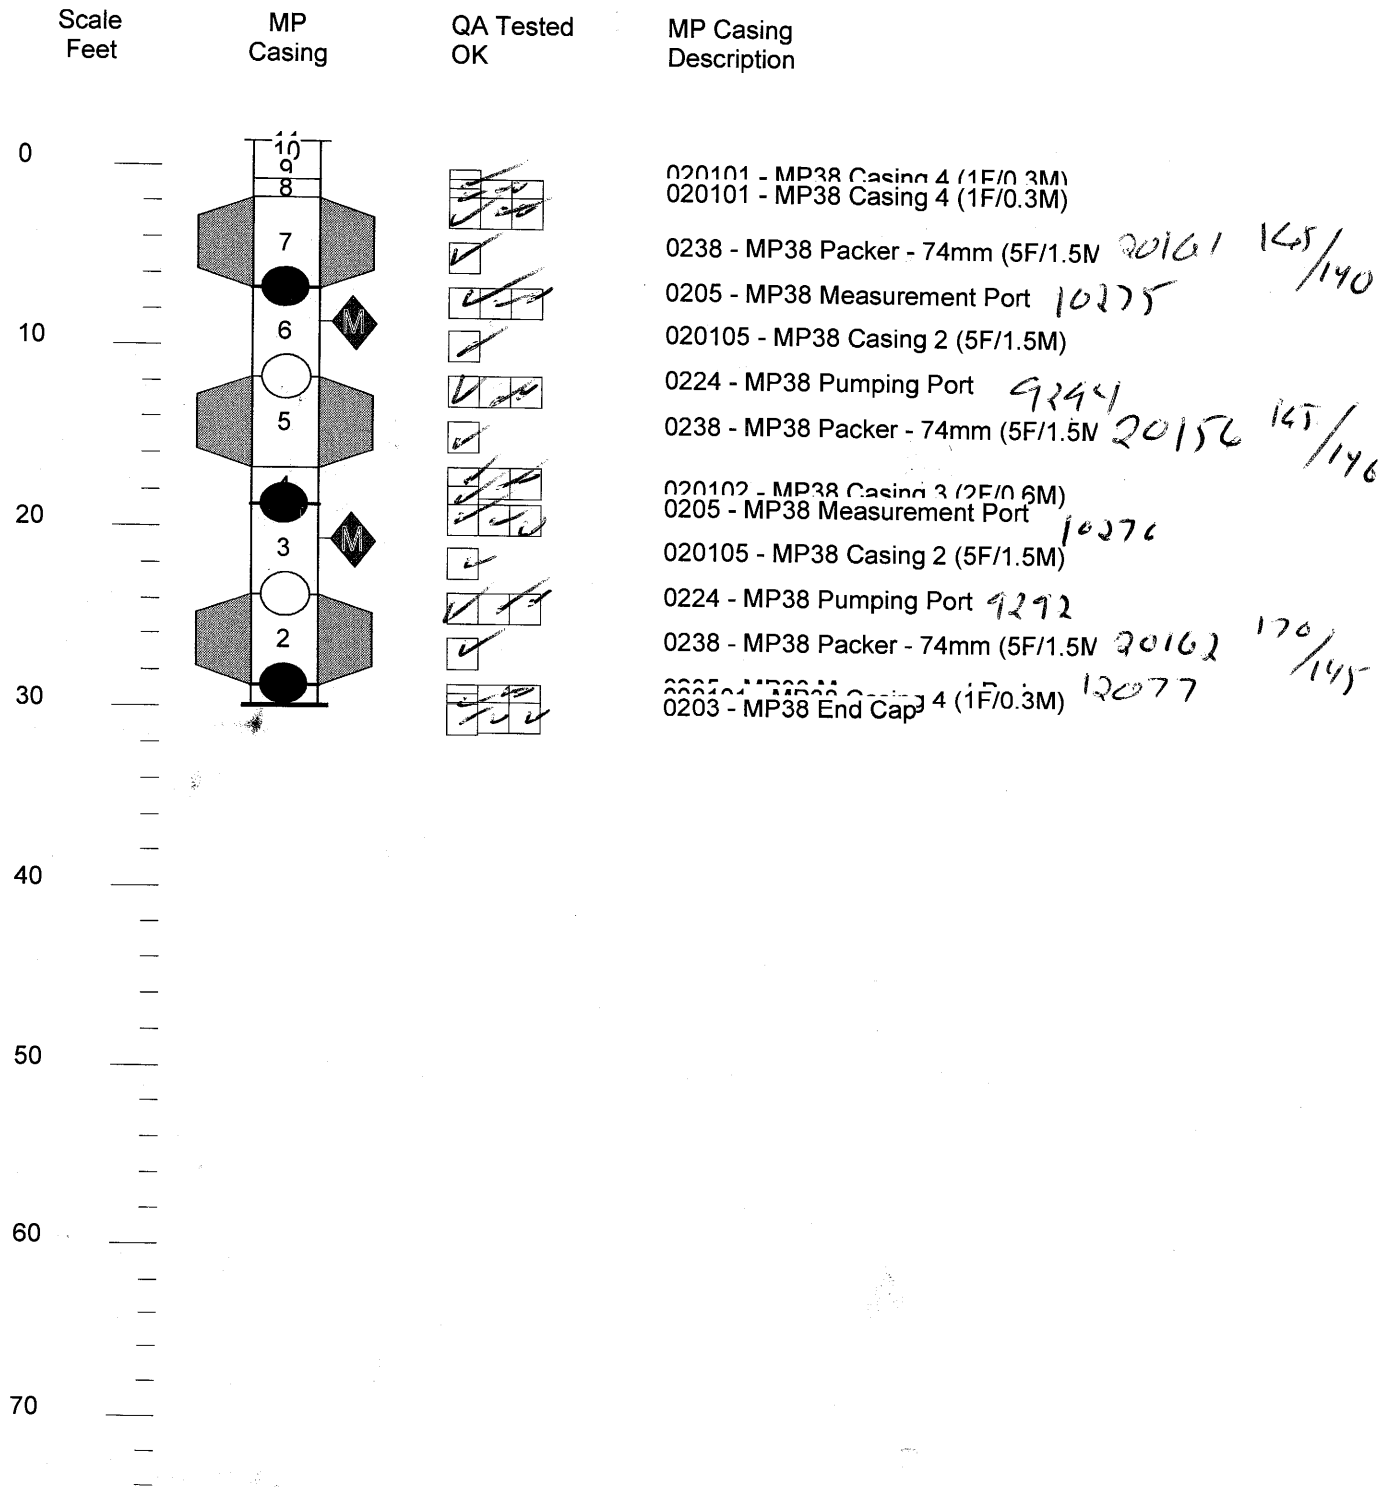 Scale Feet
MP Casing
QA Tested OK
MP Casing Description
0
10
9
8
020101 - MP38 Casing 4 (1F/0.3M)
020101 - MP38 Casing 4 (1F/0.3M)
7
0238 - MP38 Packer - 74mm (5F/1.5M 20161 165/140
0205 - MP38 Measurement Port 10275
M
10
6
020105 - MP38 Casing 2 (5F/1.5M)
0224 - MP38 Pumping Port 9294
5
0238 - MP38 Packer - 74mm (5F/1.5M 20156 165/140
020102 - MP38 Casing 3 (2F/0.6M)
20
0205 - MP38 Measurement Port 10276
M
3
020105 - MP38 Casing 2 (5F/1.5M)
0224 - MP38 Pumping Port 9292
2
0238 - MP38 Packer - 74mm (5F/1.5M 20162 170/145
30
4 (1F/0.3M) 12077
0203 - MP38 End Cap
40
50
60
70